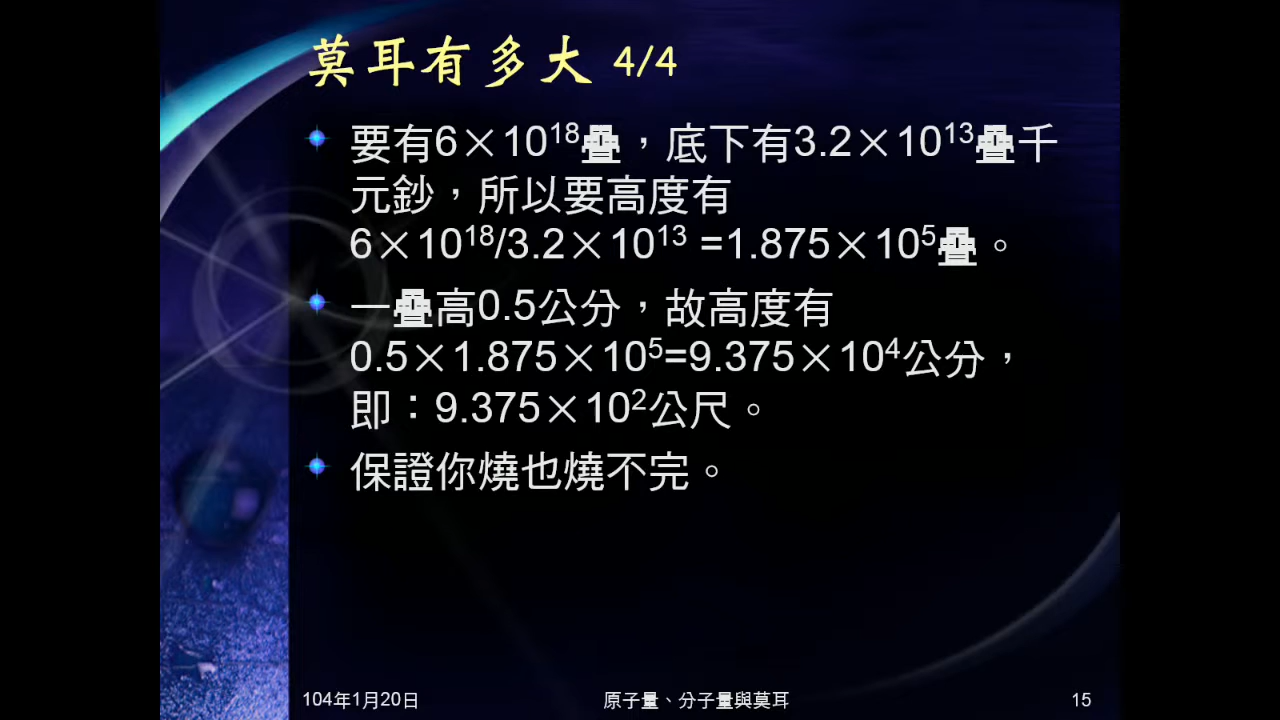 莫耳有多大 4/4
要有6×10¹⁸疊，底下有3.2×10¹³疊千
元鈔，所以要高度有
6×10¹⁸/3.2×10¹³ =1.875×10⁵疊。
一疊高0.5公分，故高度有
0.5×1.875×10⁵=9.375×10⁴公分，
即：9.375×10²公尺。
保證你燒也燒不完。
104年1月20日
原子量、分子量與莫耳
15